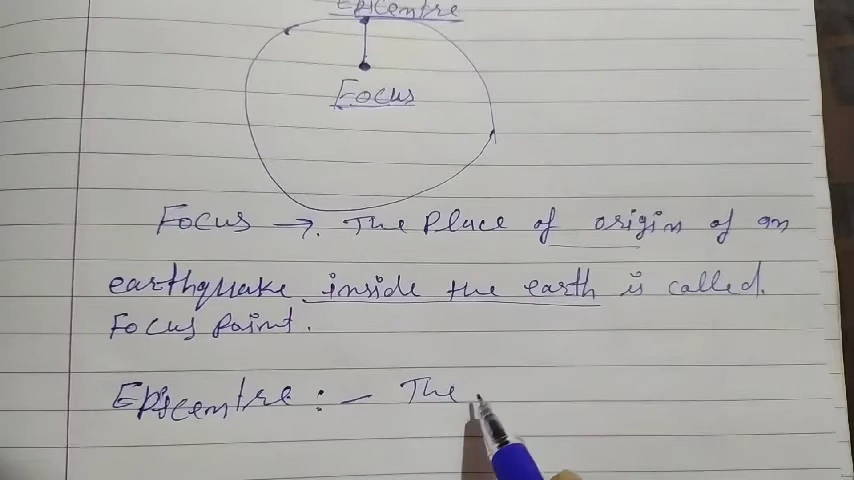 Epicentre
Focus
Focus →. The Place of origin of an
earthquake inside the earth is called.
Focus Point.
Epicentre :- The